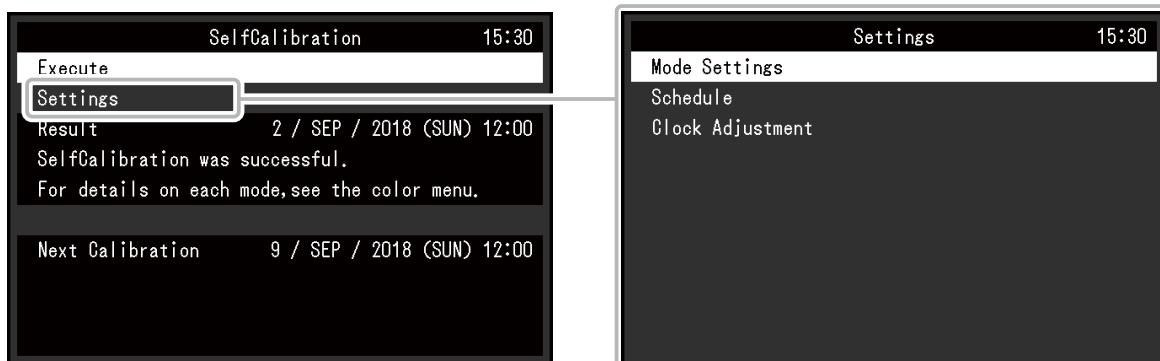 SelfCalibration 15:30
Execute
Settings
Result 2 / SEP / 2018 (SUN) 12:00
SelfCalibration was successful.
For details on each mode,see the color menu.
Next Calibration 9 / SEP / 2018 (SUN) 12:00
Settings 15:30
Mode Settings
Schedule
Clock Adjustment